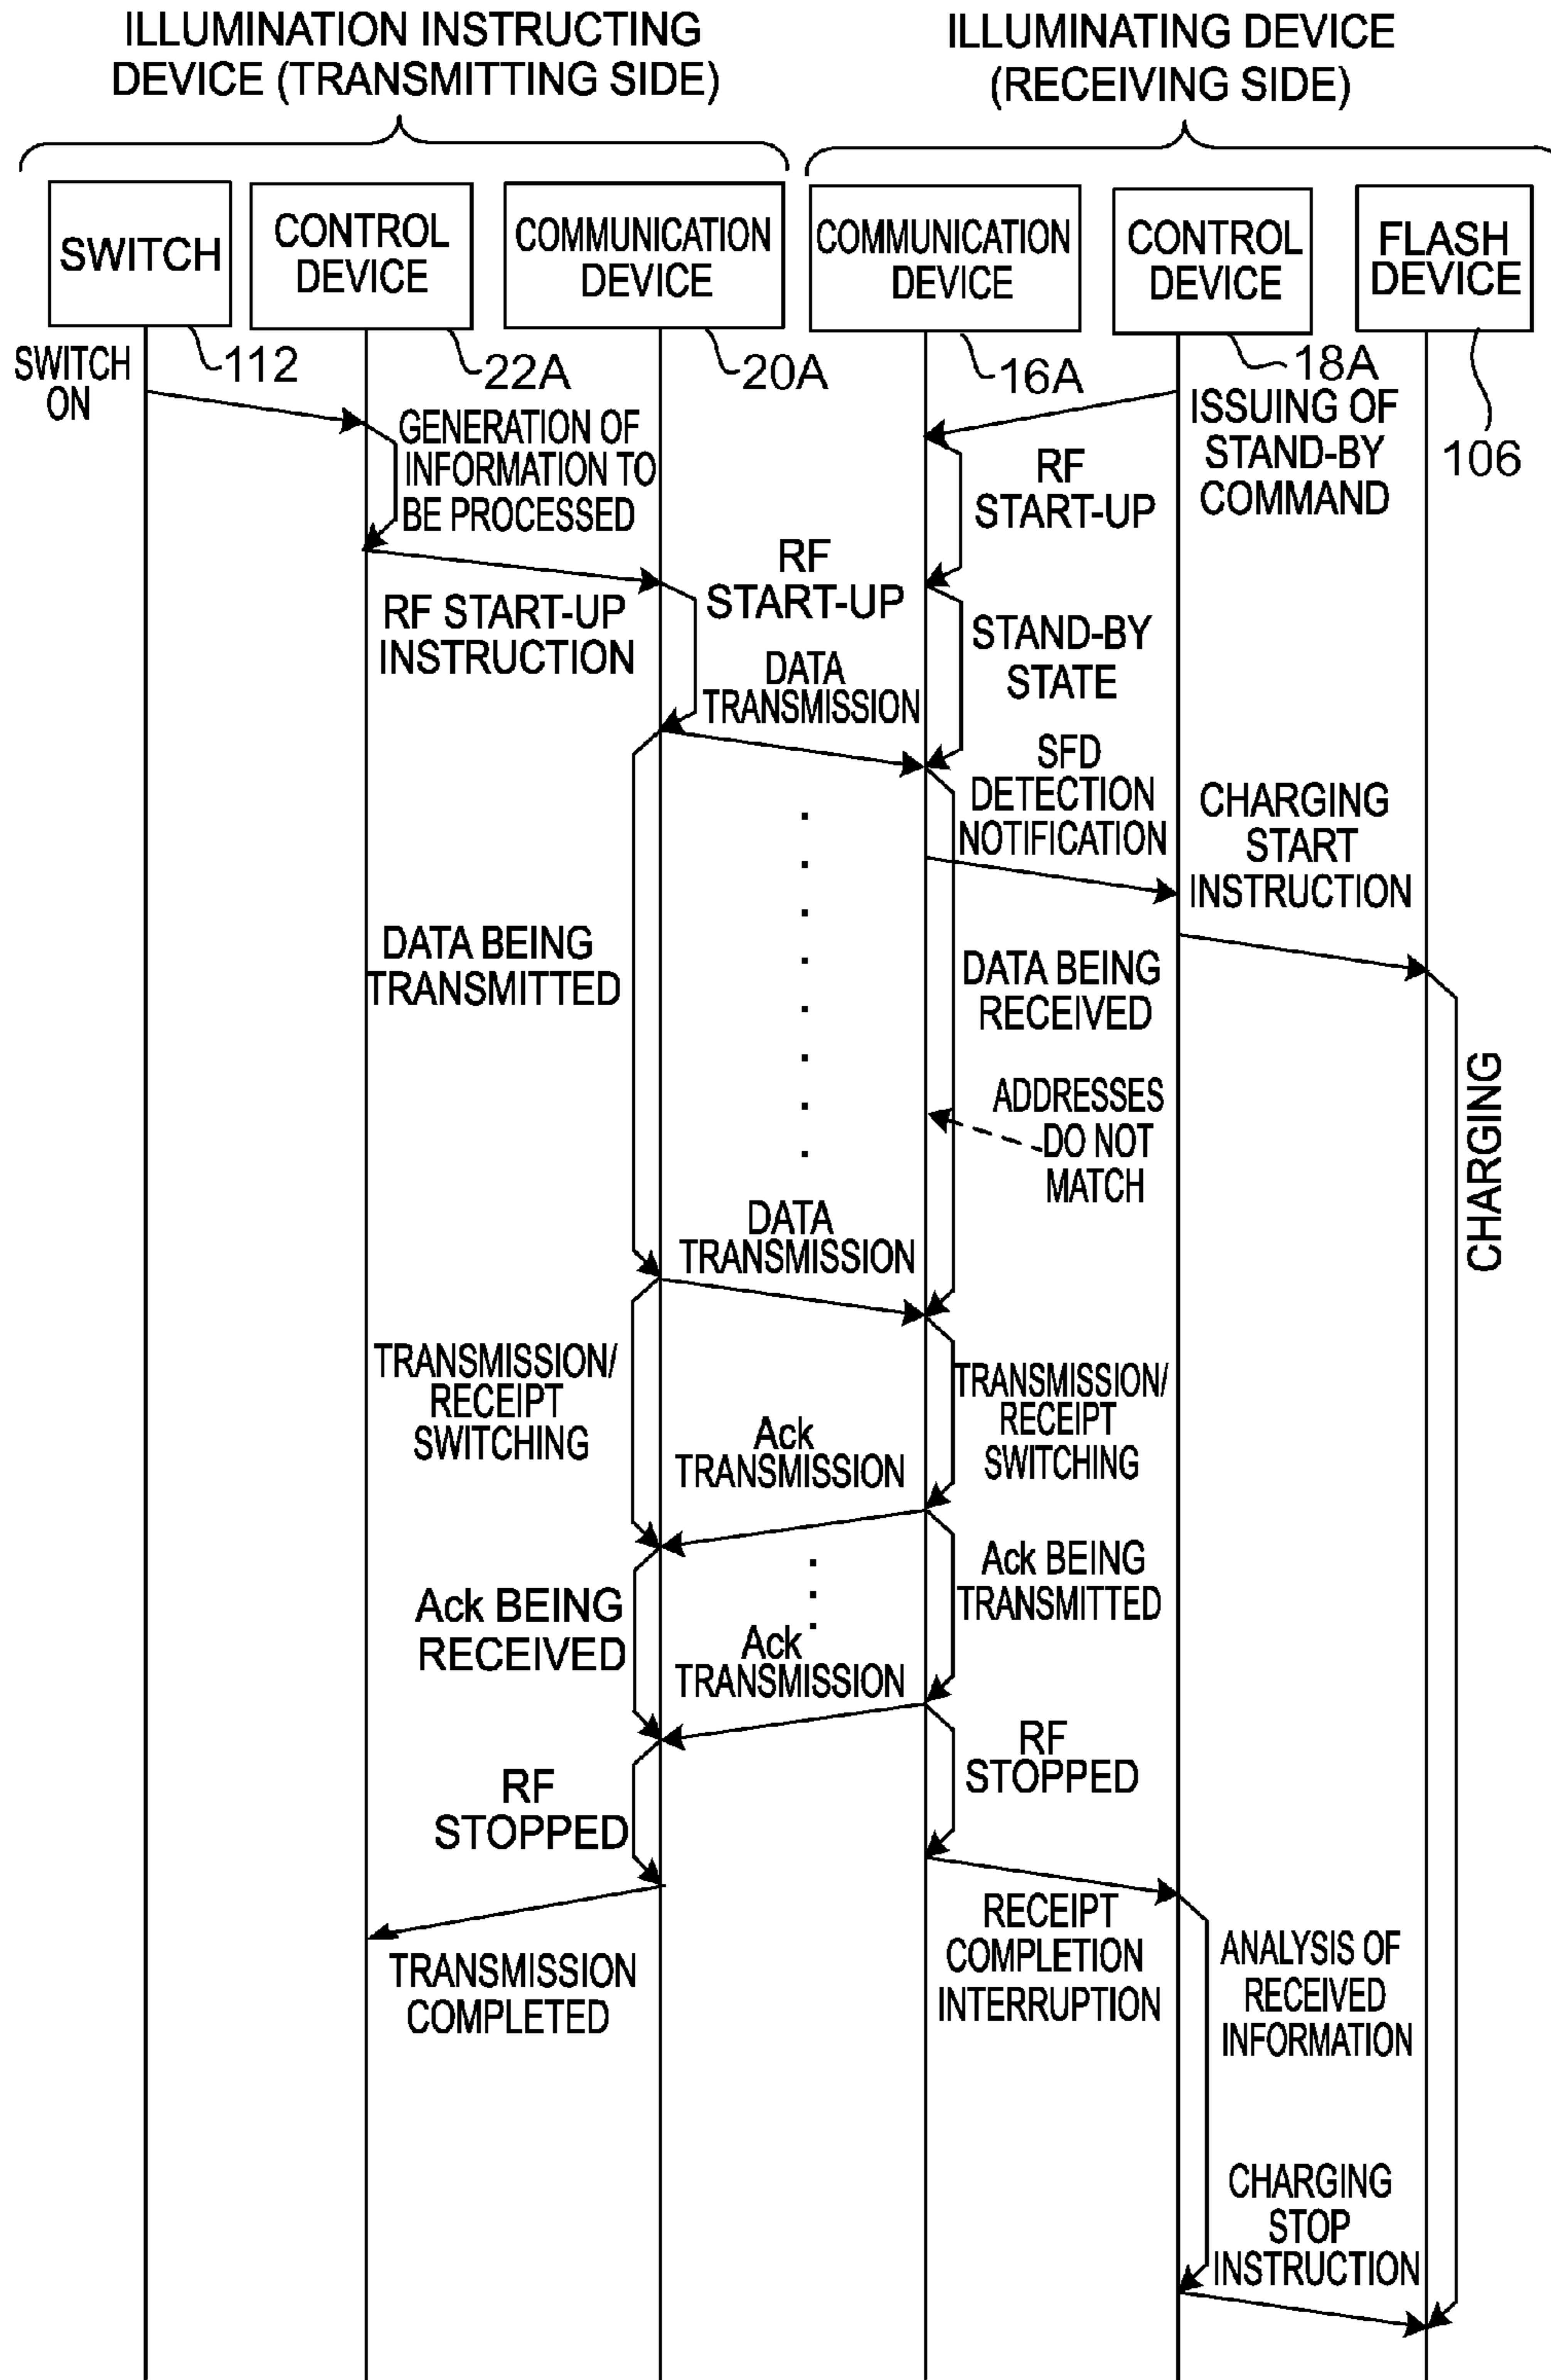 ILLUMINATION INSTRUCTING
DEVICE (TRANSMITTING SIDE)
ILLUMINATING DEVICE
(RECEIVING SIDE)
SWITCH
CONTROL
DEVICE
COMMUNICATION
DEVICE
COMMUNICATION
DEVICE
CONTROL
DEVICE
FLASH
DEVICE
112
22A
20A
16A
18A
106
SWITCH
ON
GENERATION OF
INFORMATION TO
BE PROCESSED
ISSUING OF
STAND-BY
COMMAND
RF
START-UP
RF START-UP
INSTRUCTION
RF
START-UP
STAND-BY
STATE
DATA
TRANSMISSION
SFD
DETECTION
NOTIFICATION
CHARGING
START
INSTRUCTION
DATA BEING
TRANSMITTED
DATA BEING
RECEIVED
CHARGING
ADDRESSES
DO NOT
MATCH
DATA
TRANSMISSION
TRANSMISSION/
RECEIPT
SWITCHING
TRANSMISSION/
RECEIPT
SWITCHING
Ack
TRANSMISSION
Ack BEING
TRANSMITTED
Ack BEING
RECEIVED
Ack
TRANSMISSION
RF
STOPPED
RF
STOPPED
RECEIPT
COMPLETION
INTERRUPTION
ANALYSIS OF
RECEIVED
INFORMATION
TRANSMISSION
COMPLETED
CHARGING
STOP
INSTRUCTION